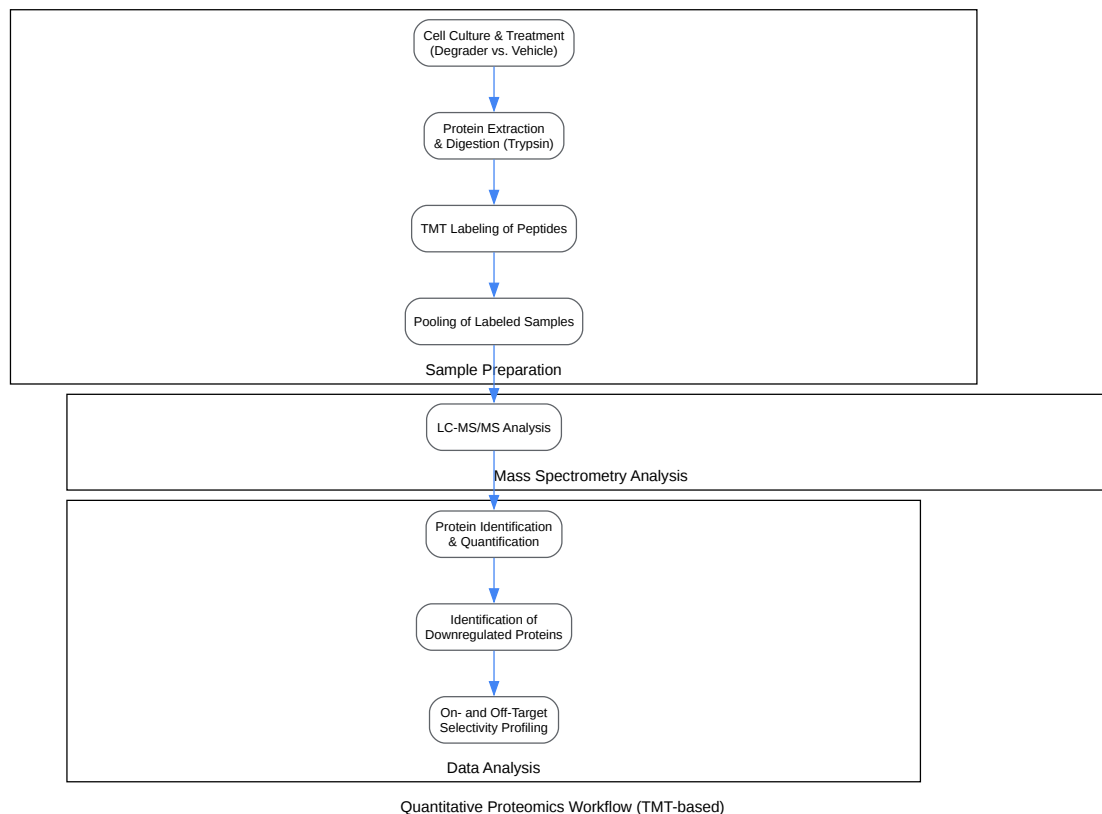 Cell Culture & Treatment
(Degrader vs. Vehicle)
Protein Extraction
& Digestion (Trypsin)
TMT Labeling of Peptides
Pooling of Labeled Samples
Sample Preparation
LC-MS/MS Analysis
Mass Spectrometry Analysis
Protein Identification
& Quantification
Identification of
Downregulated Proteins
On- and Off-Target
Selectivity Profiling
Data Analysis
Quantitative Proteomics Workflow (TMT-based)